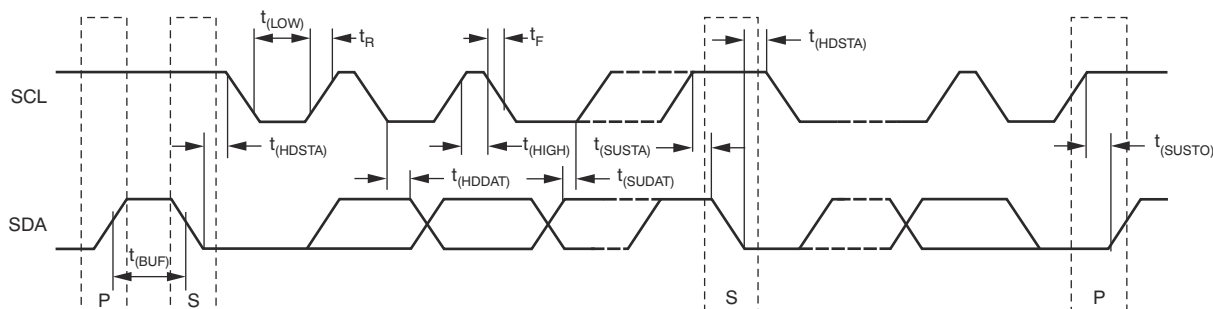 t(LOW)
tR
tF
t(HDSTA)
SCL
t(HDSTA)
t(HIGH)
t(SUSTA)
t(SUSTO)
t(HDDAT)
t(SUDAT)
SDA
t(BUF)
P
S
S
P